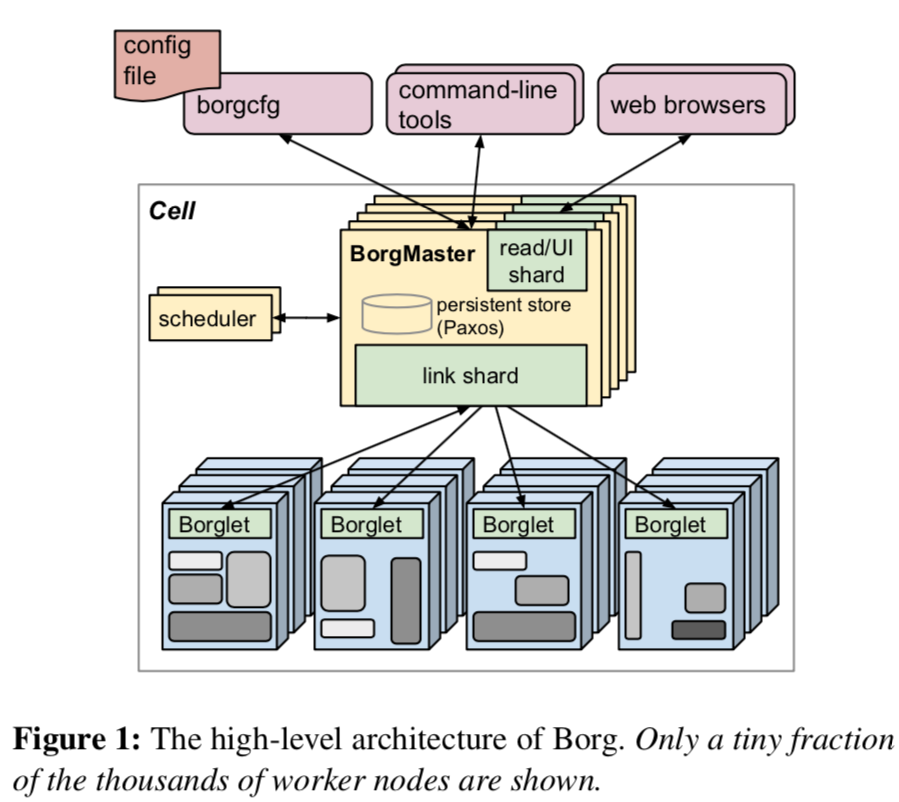 config
file
borgcfg
command-line
tools
web browsers
Cell
BorgMaster
read/UI
shard
persistent store
(Paxos)
scheduler
link shard
Borglet
Borglet
Borglet
Borglet
Figure 1: The high-level architecture of Borg. Only a tiny fraction
of the thousands of worker nodes are shown.